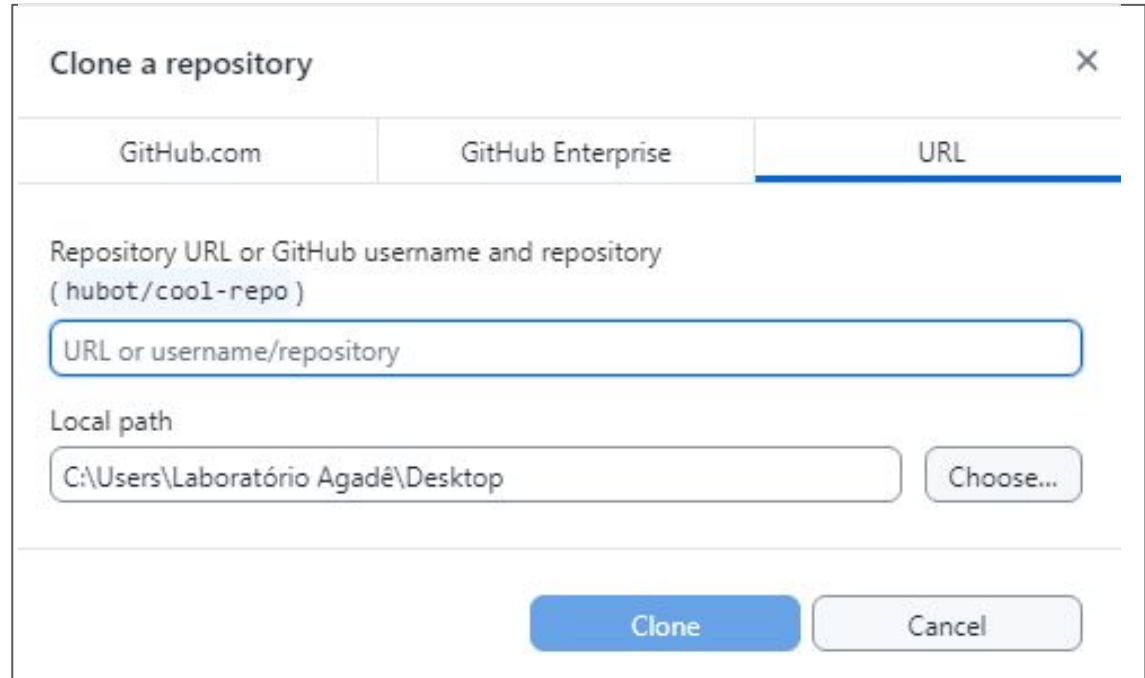 Clone a repository
GitHub.com GitHub Enterprise URL
Repository URL or GitHub username and repository
(hubot/cool-repo)
URL or username/repository
Local path
C:\Users\Laboratório Agadê\Desktop Choose...
Clone Cancel